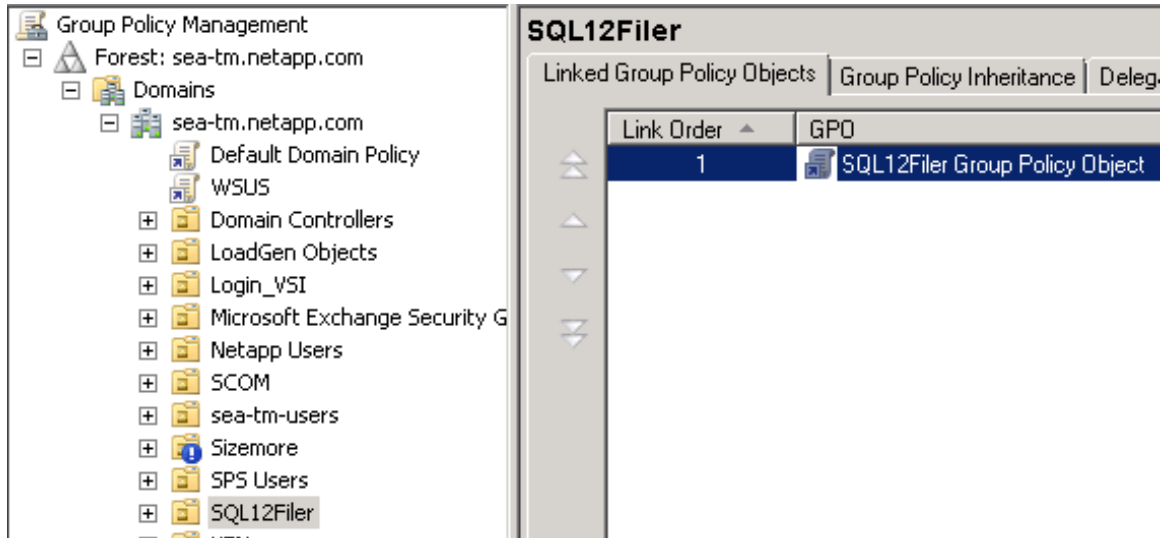 Group Policy Management
Forest: sea-tm.netapp.com
Domains
sea-tm.netapp.com
Default Domain Policy
WSUS
Domain Controllers
LoadGen Objects
Login_VSI
Microsoft Exchange Security G
Netapp Users
SCOM
sea-tm-users
Sizemore
SPS Users
SQL12Filer
SQL12Filer
Linked Group Policy Objects Group Policy Inheritance Deleg
Link Order GPO
1 SQL12Filer Group Policy Object